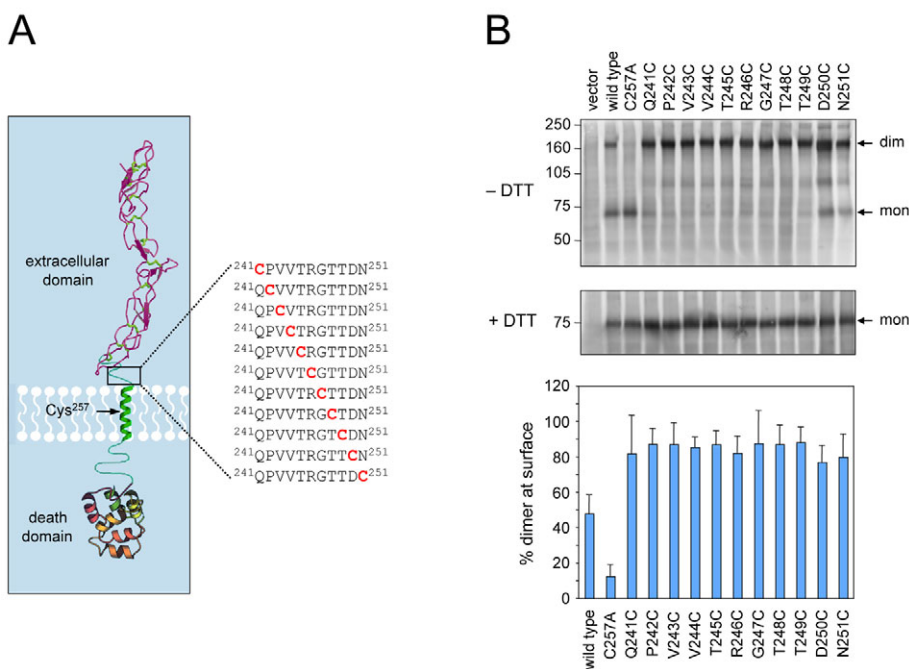 A
extracellular
domain
Cys²⁵⁷
death
domain
²⁴¹CPVVTRGTTDN²⁵¹
²⁴¹QCVVTRGTTDN²⁵¹
²⁴¹QPCVTRGTTDN²⁵¹
²⁴¹QPVCTRGTTDN²⁵¹
²⁴¹QPVVCRGTTDN²⁵¹
²⁴¹QPVVTCGTTDN²⁵¹
²⁴¹QPVVTRCTTDN²⁵¹
²⁴¹QPVVTRGCTDN²⁵¹
²⁴¹QPVVTRGTCDN²⁵¹
²⁴¹QPVVTRGTTCN²⁵¹
²⁴¹QPVVTRGTTDC²⁵¹
B
vector
wild type
C257A
Q241C
P242C
V243C
V244C
T245C
R246C
G247C
T248C
T249C
D250C
N251C
– DTT
250
160
105
75
50
dim
mon
+ DTT
75
mon
% dimer at surface
120
100
80
60
40
20
0
wild type
C257A
Q241C
P242C
V243C
V244C
T245C
R246C
G247C
T248C
T249C
D250C
N251C